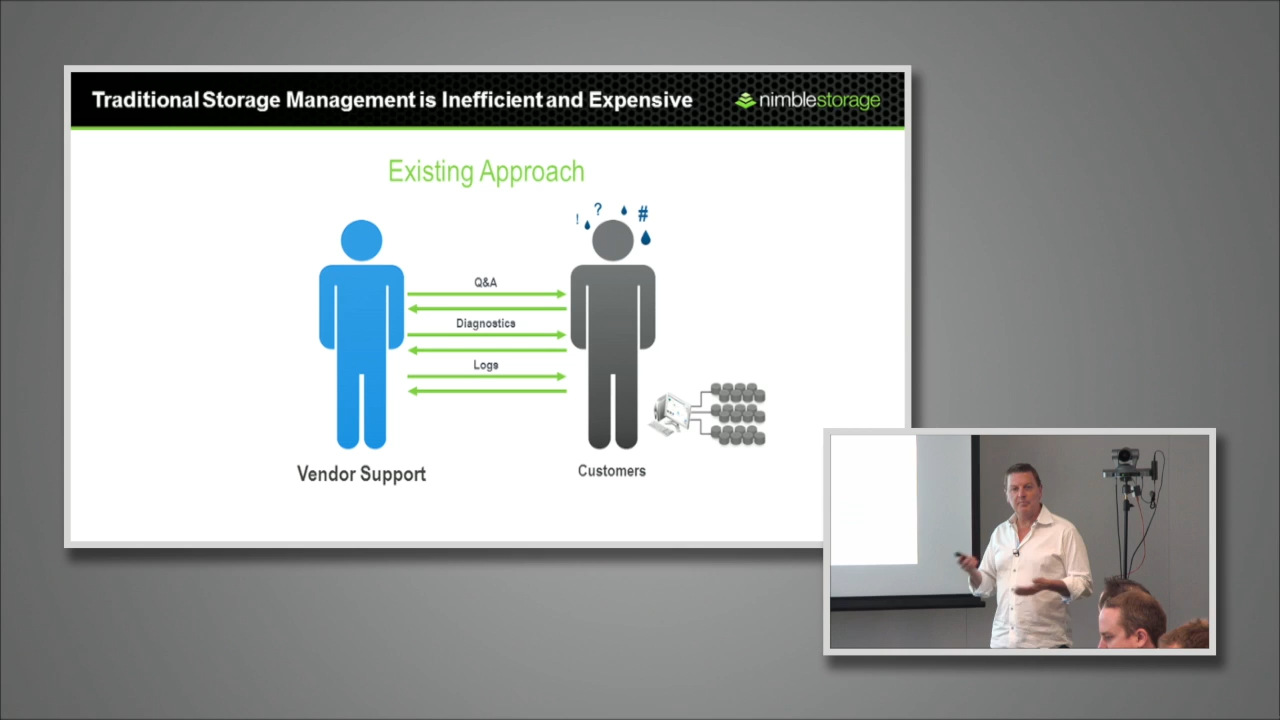 Traditional Storage Management is Inefficient and Expensive
nimblestorage
Existing Approach
! ? #
Q&A
Diagnostics
Logs
Vendor Support
Customers